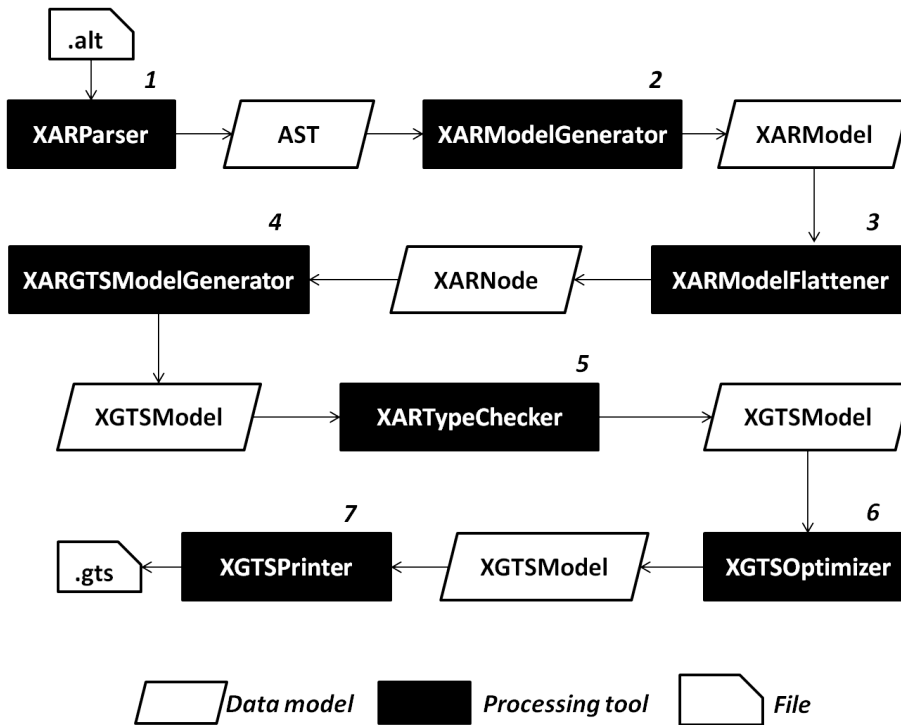 .alt
1
2
XARParser
AST
XARModelGenerator
XARModel
4
3
XARGTSModelGenerator
XARNode
XARModelFlattener
5
XGTSModel
XARTypeChecker
XGTSModel
7
6
.gts
XGTSPrinter
XGTSModel
XGTSOptimizer
Data model
Processing tool
File